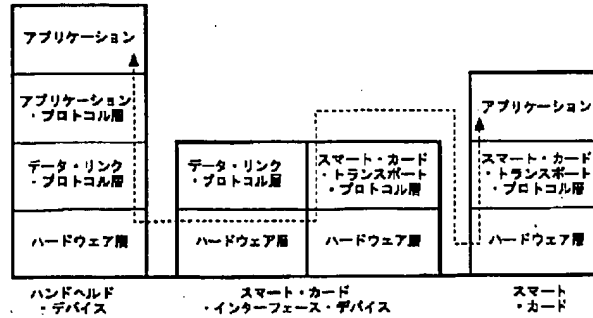 アプリケーション
アプリケーション
・プロトコル層
データ・リンク
・プロトコル層
ハードウェア層
ハンドヘルド
・デバイス
データ・リンク
・プロトコル層
スマート・カード
・トランスポート
・プロトコル層
ハードウェア層
ハードウェア層
スマート・カード
・インターフェース・デバイス
アプリケーション
スマート・カード
・トランスポート
・プロトコル層
ハードウェア層
スマート
・カード